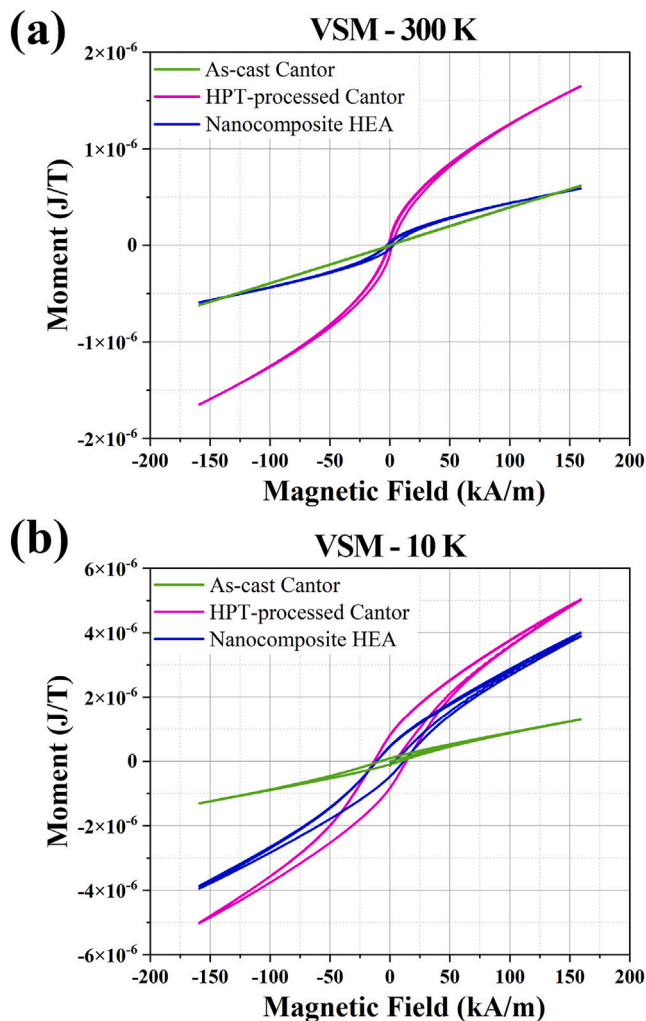 (a)
VSM - 300 K
As-cast Cantor
HPT-processed Cantor
Nanocomposite HEA
Moment (J/T)
2×10⁻⁶
1×10⁻⁶
0
-1×10⁻⁶
-2×10⁻⁶
-200 -150 -100 -50 0 50 100 150 200
Magnetic Field (kA/m)
(b)
VSM - 10 K
As-cast Cantor
HPT-processed Cantor
Nanocomposite HEA
Moment (J/T)
6×10⁻⁶
4×10⁻⁶
2×10⁻⁶
0
-2×10⁻⁶
-4×10⁻⁶
-6×10⁻⁶
-200 -150 -100 -50 0 50 100 150 200
Magnetic Field (kA/m)